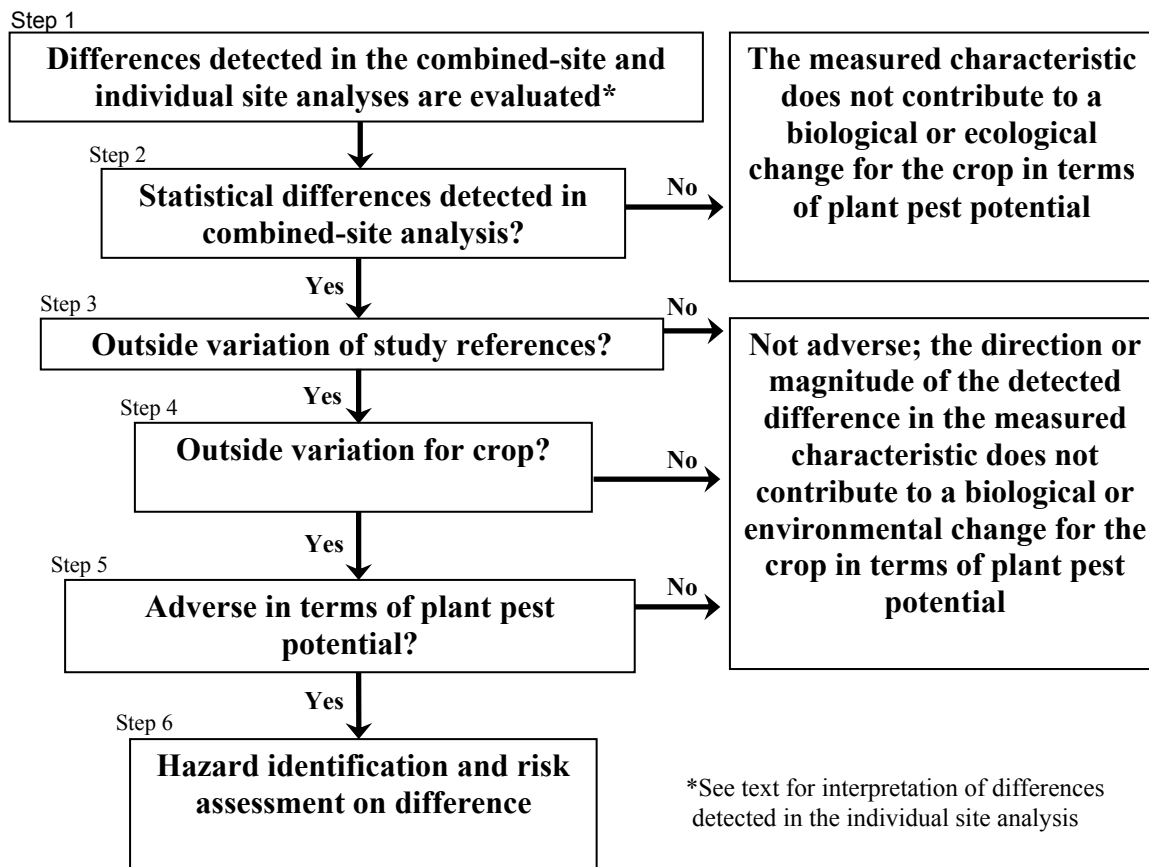 Step 1
Differences detected in the combined-site and
individual site analyses are evaluated*
The measured characteristic
does not contribute to a
biological or ecological
change for the crop in terms
of plant pest potential
Step 2
Statistical differences detected in
combined-site analysis?
No
Yes
Step 3
Outside variation of study references?
No
Not adverse; the direction or
magnitude of the detected
difference in the measured
characteristic does not
contribute to a biological or
environmental change for the
crop in terms of plant pest
potential
Yes
Step 4
Outside variation for crop?
No
Yes
Step 5
Adverse in terms of plant pest
potential?
No
Yes
Step 6
Hazard identification and risk
assessment on difference
*See text for interpretation of differences
detected in the individual site analysis